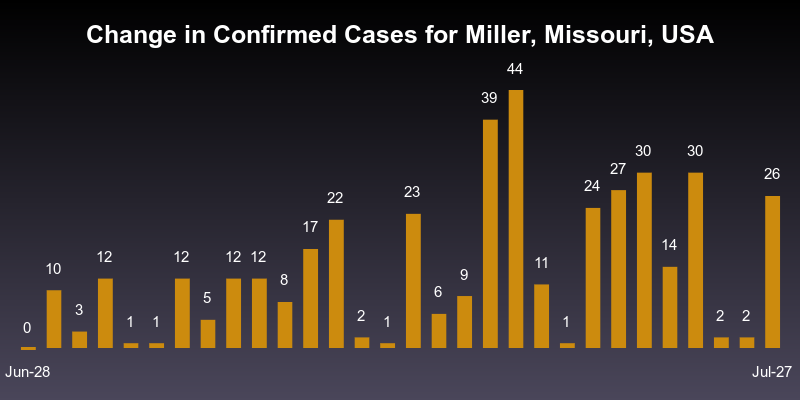 Change in Confirmed Cases for Miller, Missouri, USA
0 10 3 12 1 1 12 5 12 12 8 17 22 2 1 23 6 9 39 44 11 1 24 27 30 14 30 2 2 26
Jun-28 Jul-27